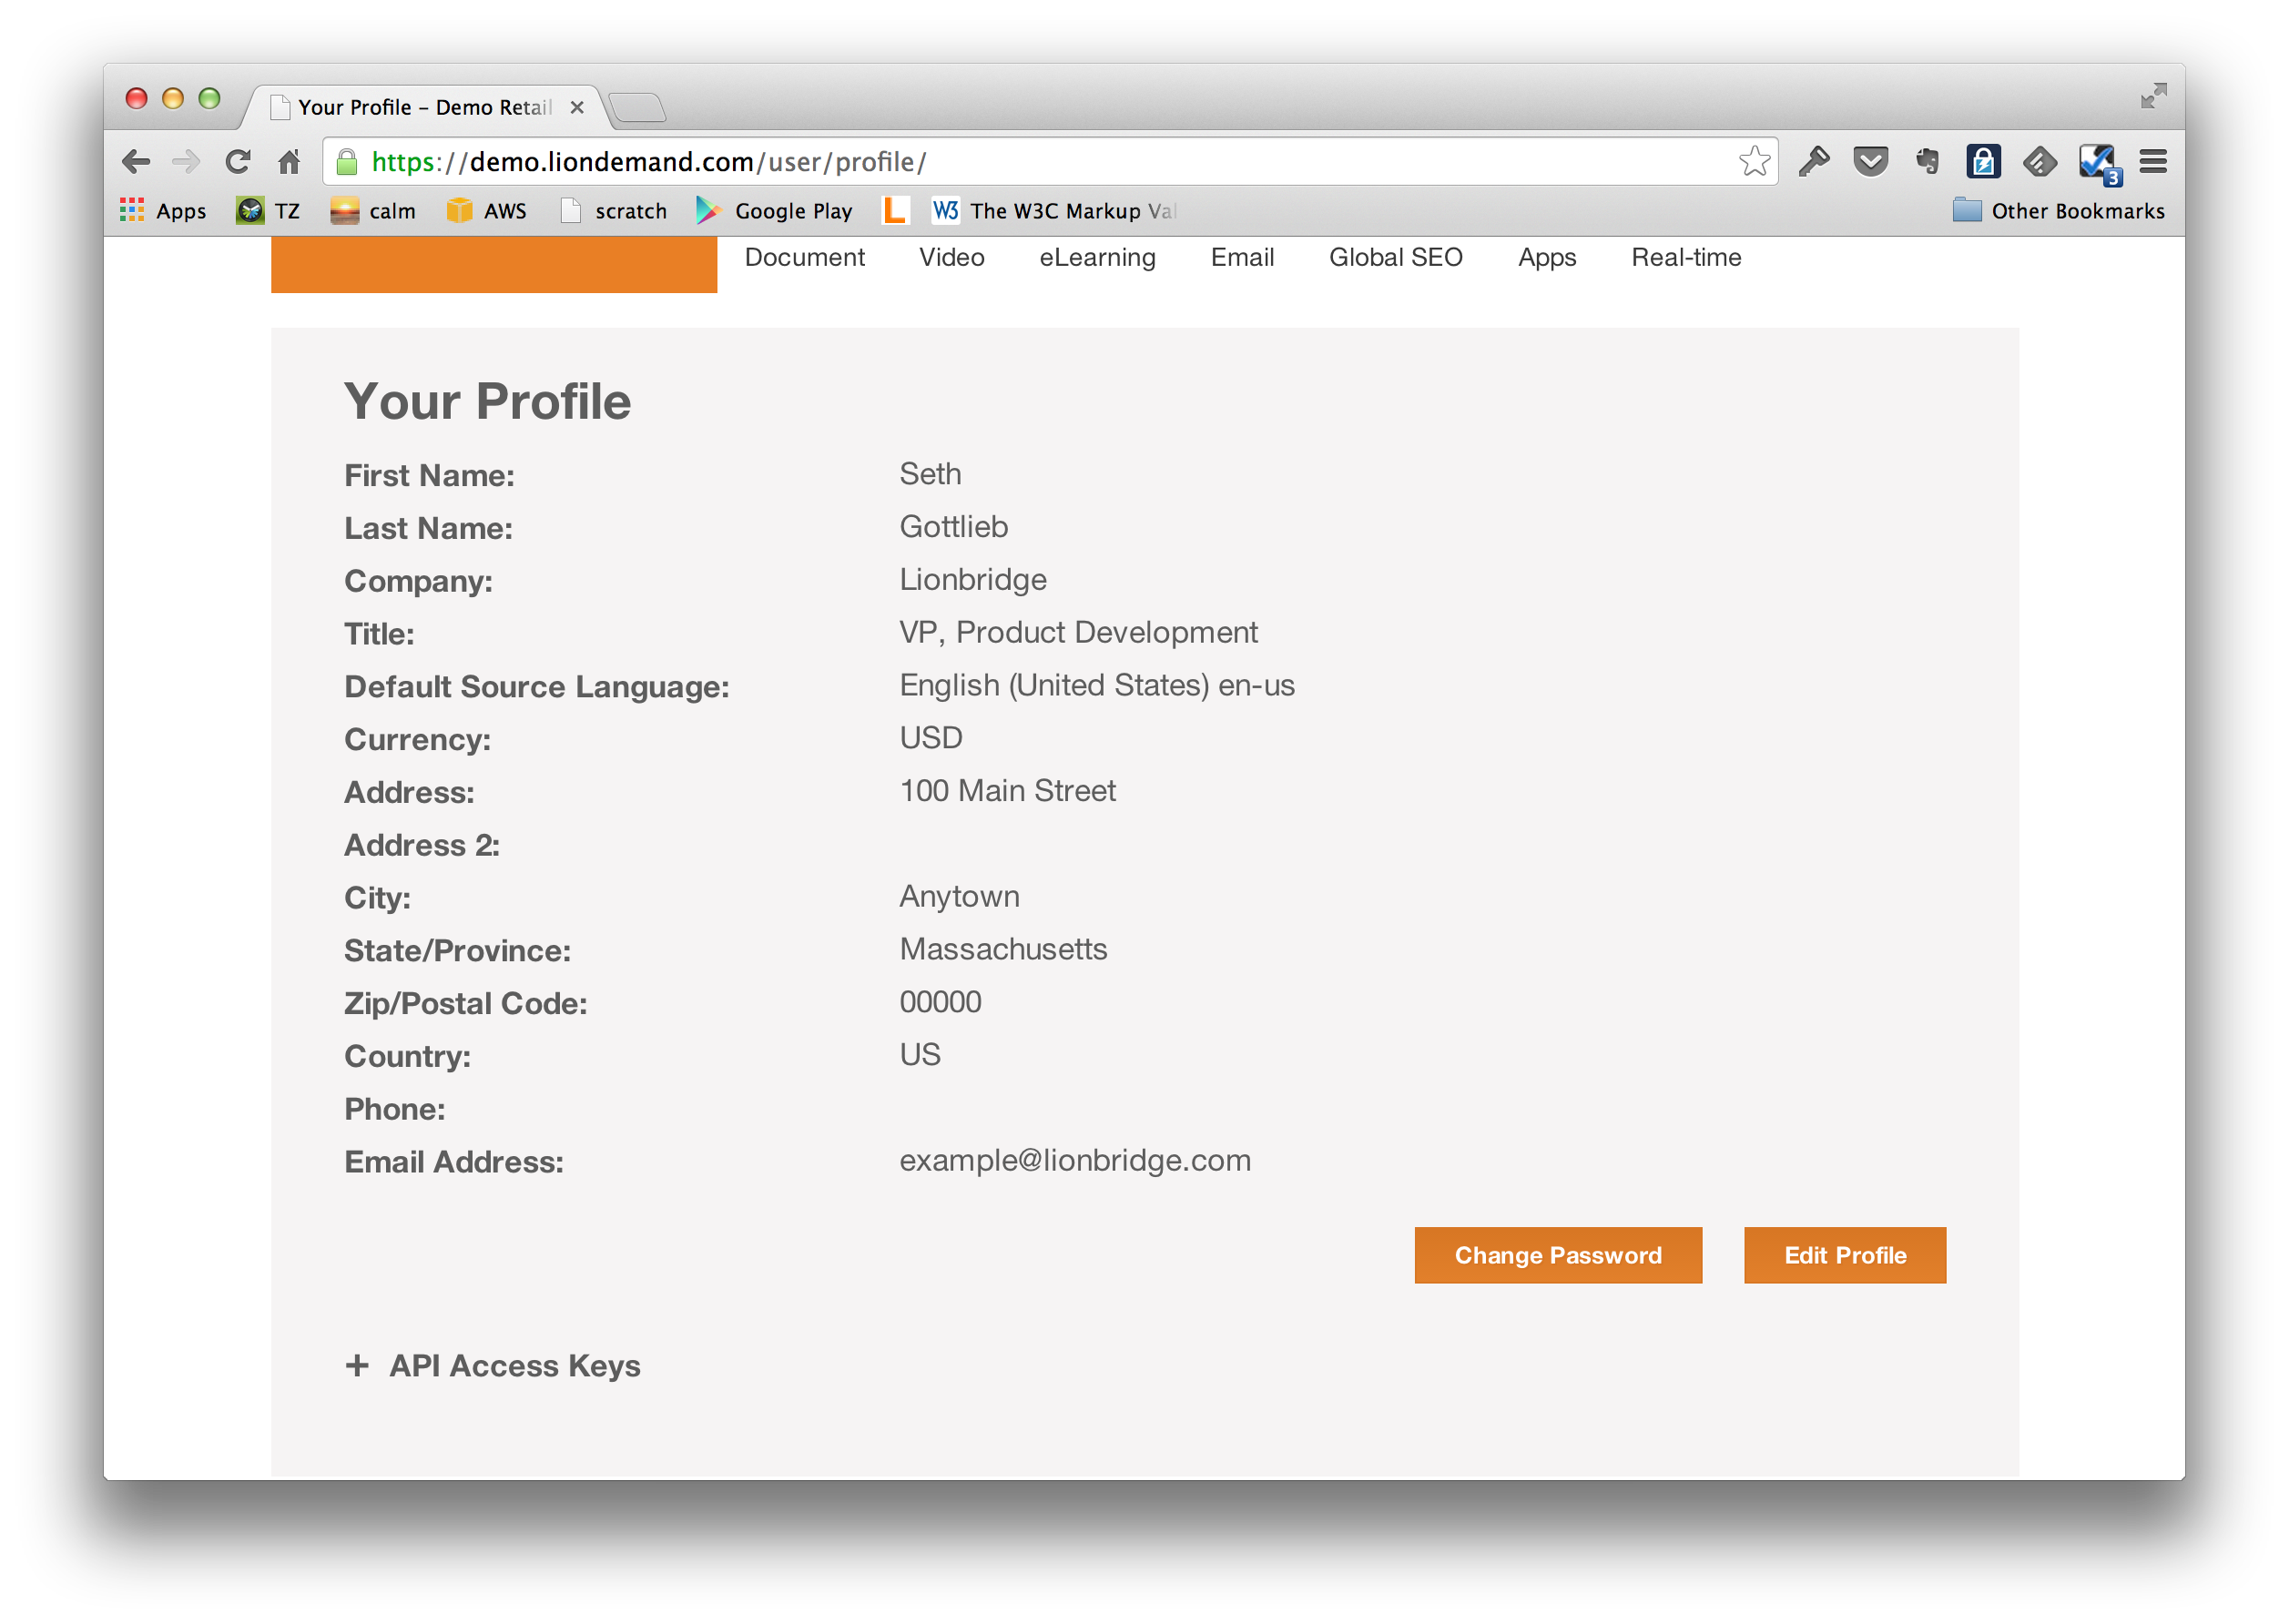 Your Profile – Demo Retail
https://demo.liondemand.com/user/profile/
3
Apps TZ calm AWS scratch Google Play L W3 The W3C Markup Val Other Bookmarks
Document Video eLearning Email Global SEO Apps Real-time
Your Profile
First Name: Seth
Last Name: Gottlieb
Company: Lionbridge
Title: VP, Product Development
Default Source Language: English (United States) en-us
Currency: USD
Address: 100 Main Street
Address 2:
City: Anytown
State/Province: Massachusetts
Zip/Postal Code: 00000
Country: US
Phone:
Email Address: example@lionbridge.com
Change Password Edit Profile
+ API Access Keys